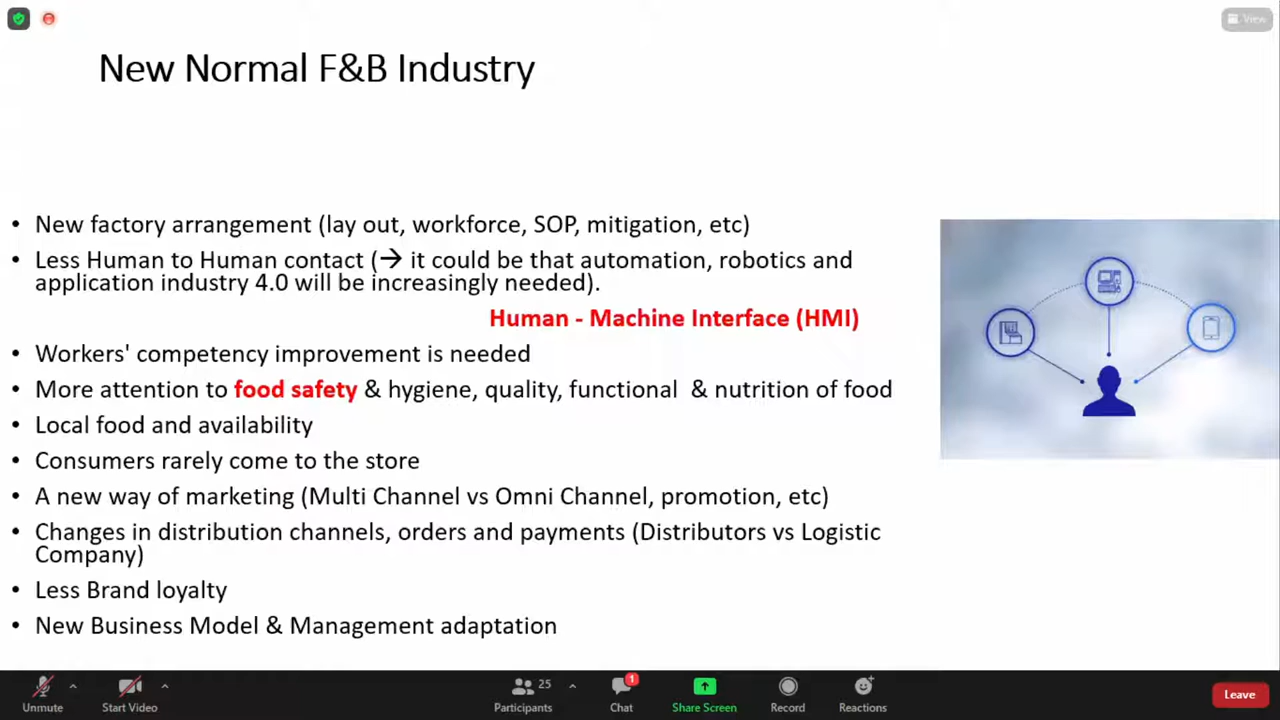 View
New Normal F&B Industry
• New factory arrangement (lay out, workforce, SOP, mitigation, etc)
• Less Human to Human contact (→ it could be that automation, robotics and
application industry 4.0 will be increasingly needed).
Human - Machine Interface (HMI)
• Workers' competency improvement is needed
• More attention to food safety & hygiene, quality, functional & nutrition of food
• Local food and availability
• Consumers rarely come to the store
• A new way of marketing (Multi Channel vs Omni Channel, promotion, etc)
• Changes in distribution channels, orders and payments (Distributors vs Logistic
Company)
• Less Brand loyalty
• New Business Model & Management adaptation
Unmute
Start Video
25
Participants
1
Chat
Share Screen
Record
Reactions
Leave